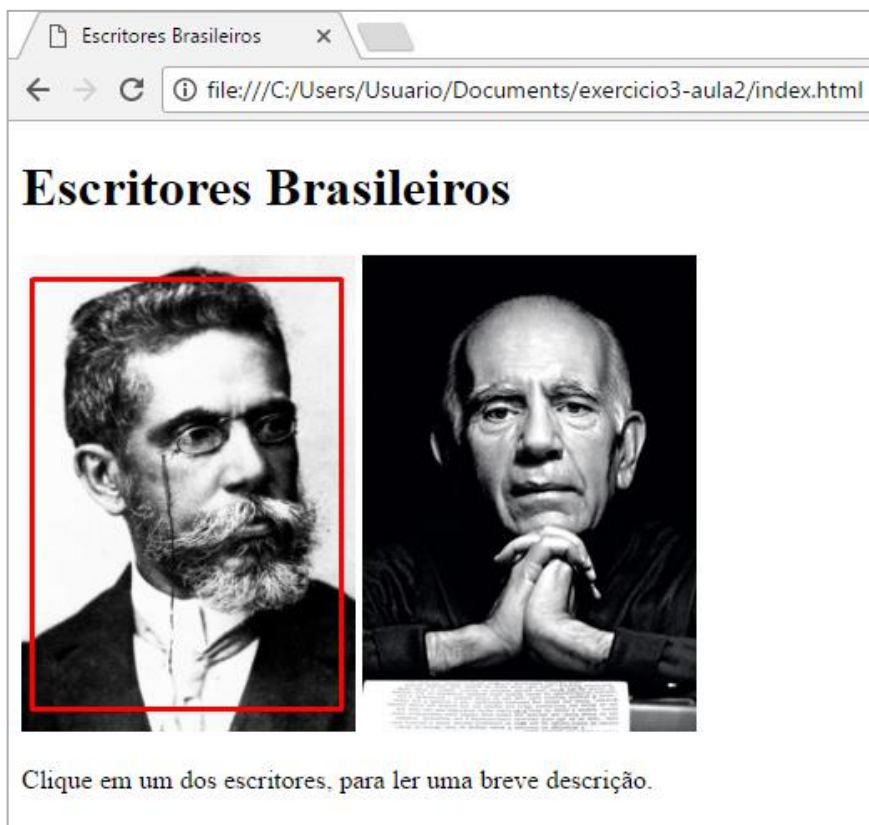 Escritores Brasileiros
file:///C:/Users/Usuario/Documents/exercicio3-aula2/index.html
Escritores Brasileiros
Clique em um dos escritores, para ler uma breve descrição.